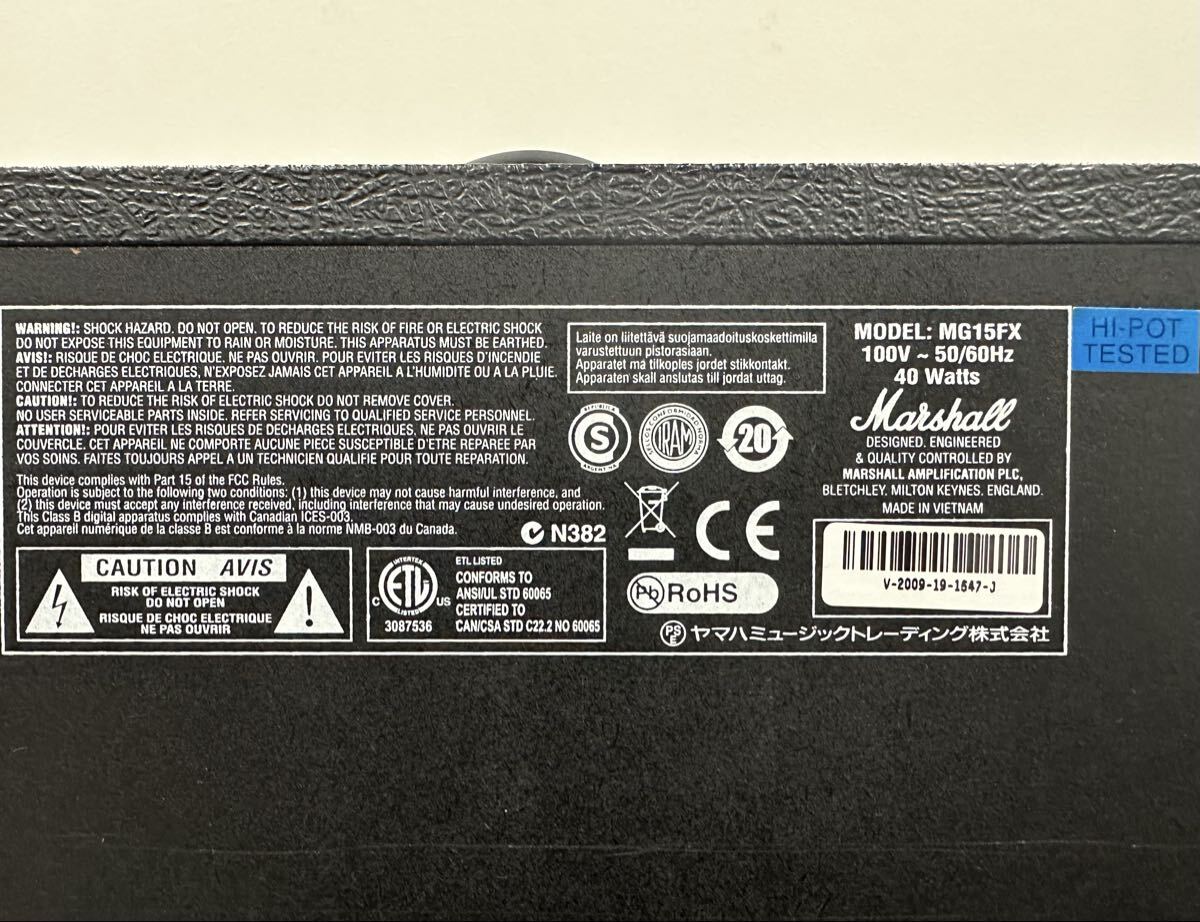 WARNING!: SHOCK HAZARD. DO NOT OPEN. TO REDUCE THE RISK OF FIRE OR ELECTRIC SHOCK
DO NOT EXPOSE THIS EQUIPMENT TO RAIN OR MOISTURE. THIS APPARATUS MUST BE EARTHED.
AVIS!: RISQUE DE CHOC ELECTRIQUE. NE PAS OUVRIR. POUR EVITER LES RISQUES D'INCENDIE
ET DE DECHARGES ELECTRIQUES, N'EXPOSEZ JAMAIS CET APPAREIL A L'HUMIDITE OU A LA PLUIE.
CONNECTER CET APPAREIL A LA TERRE.
CAUTION!: TO REDUCE THE RISK OF ELECTRIC SHOCK DO NOT REMOVE COVER.
NO USER SERVICEABLE PARTS INSIDE. REFER SERVICING TO QUALIFIED SERVICE PERSONNEL.
ATTENTION!: POUR EVITER LES RISQUES DE DECHARGES ELECTRIQUES, NE PAS OUVRIR LE
COUVERCLE. CET APPAREIL NE COMPORTE AUCUNE PIECE SUSCEPTIBLE D'ETRE REPAREE PAR
VOS SOINS. FAITES TOUJOURS APPEL A UN TECHNICIEN QUALIFIE POUR TOUTE REPARATION.
This device complies with Part 15 of the FCC Rules.
Operation is subject to the following two conditions: (1) this device may not cause harmful interference, and
(2) this device must accept any interference received, including interference that may cause undesired operation.
This Class B digital apparatus complies with Canadian ICES-003.
Cet appareil numérique de la classe B est conforme à la norme NMB-003 du Canada.
N382
CAUTION AVIS
RISK OF ELECTRIC SHOCK
DO NOT OPEN
RISQUE DE CHOC ELECTRIQUE
NE PAS OUVRIR
INTERTEK
C ETL US
LISTED
3087536
ETL LISTED
CONFORMS TO
ANSI/UL STD 60065
CERTIFIED TO
CAN/CSA STD C22.2 NO 60065
Laite on liitettävä suojamaadoituskoskettimilla
varustettuun pistorasiaan.
Apparatet må tilkoples jordet stikkontakt.
Apparaten skall anslutas till jordat uttag.
REPUBLICA
S
ARGENTINA
IRAM
20
CE
Pb RoHS
MODEL: MG15FX
100V ~ 50/60Hz
40 Watts
Marshall
DESIGNED. ENGINEERED
& QUALITY CONTROLLED BY
MARSHALL AMPLIFICATION PLC,
BLETCHLEY. MILTON KEYNES. ENGLAND.
MADE IN VIETNAM
V-2009-19-1647-J
PSE ヤマハミュージックトレーディング株式会社
HI-POT
TESTED